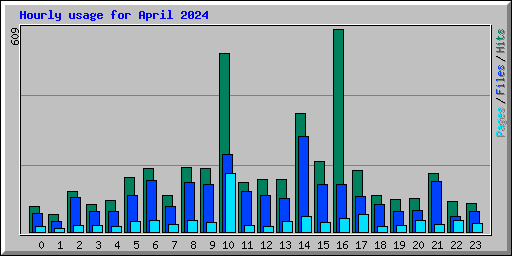 Hourly usage for April 2024
609
Pages/Files/Hits
0 1 2 3 4 5 6 7 8 9 10 11 12 13 14 15 16 17 18 19 20 21 22 23